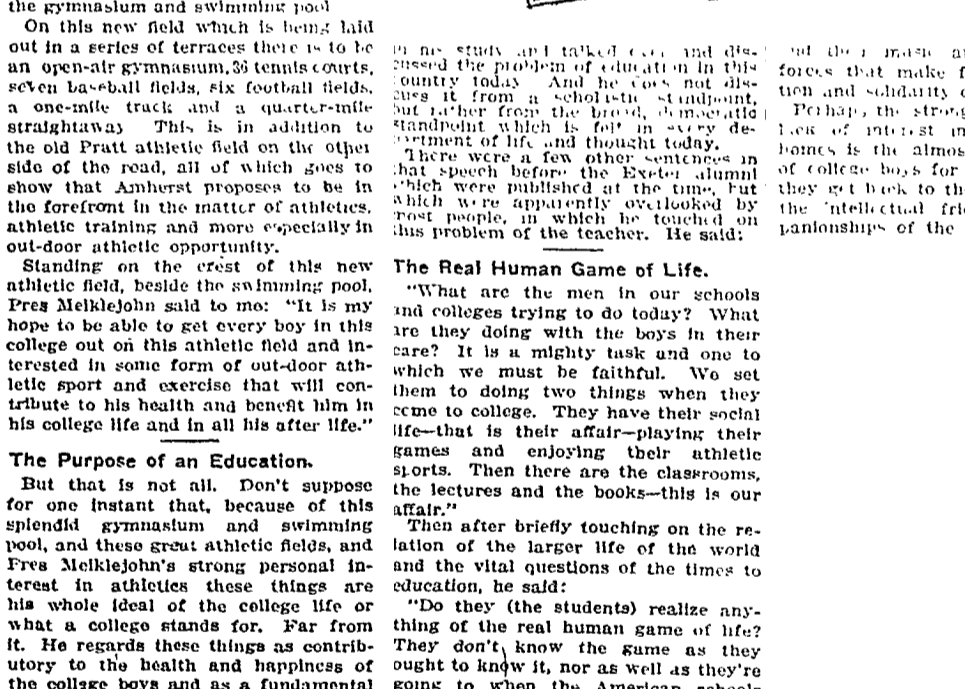 the gymnasium and swimming pool
On this new field which is being laid
out in a series of terraces there is to be
an open-air gymnasium, 36 tennis courts,
seven baseball fields, six football fields,
a one-mile track and a quarter-mile
straightaway This is in addition to
the old Pratt athletic field on the other
side of the road, all of which goes to
show that Amherst proposes to be in
the forefront in the matter of athletics,
athletic training and more especially in
out-door athletic opportunity.
Standing on the crest of this new
athletic field, beside the swimming pool,
Pres Meiklejohn said to me: "It is my
hope to be able to get every boy in this
college out on this athletic field and in-
terested in some form of out-door ath-
letic sport and exercise that will con-
tribute to his health and benefit him in
his college life and in all his after life."
The Purpose of an Education.
But that is not all. Don't suppose
for one instant that, because of this
splendid gymnasium and swimming
pool, and these great athletic fields, and
Pres Meiklejohn's strong personal in-
terest in athletics these things are
his whole ideal of the college life or
what a college stands for. Far from
it. He regards these things as contrib-
utory to the health and happiness of
the college boys and as a fundamental
study and talked over and dis-
cussed the problem of education in this
country today And he does not dis-
cuss it from a scholastic standpoint,
but rather from the broad, democratic
standpoint which is felt in every de-
partment of life and thought today.
There were a few other sentences in
that speech before the Exeter alumni
which were published at the time, but
which were apparently overlooked by
most people, in which he touched on
this problem of the teacher. He said:
The Real Human Game of Life.
"What are the men in our schools
and colleges trying to do today? What
are they doing with the boys in their
care? It is a mighty task and one to
which we must be faithful. We set
them to doing two things when they
come to college. They have their social
life—that is their affair—playing their
games and enjoying their athletic
sports. Then there are the classrooms,
the lectures and the books—this is our
affair."
Then after briefly touching on the re-
lation of the larger life of the world
and the vital questions of the times to
education, he said:
"Do they (the students) realize any-
thing of the real human game of life?
They don't know the game as they
ought to know it, nor as well as they're
going to when the American schools
forces that make
tion and solidarity
Perhaps, the strong
lack of interest in
homes is the almos
of college boys for
they get back to th
the intellectual fri
panionships of the